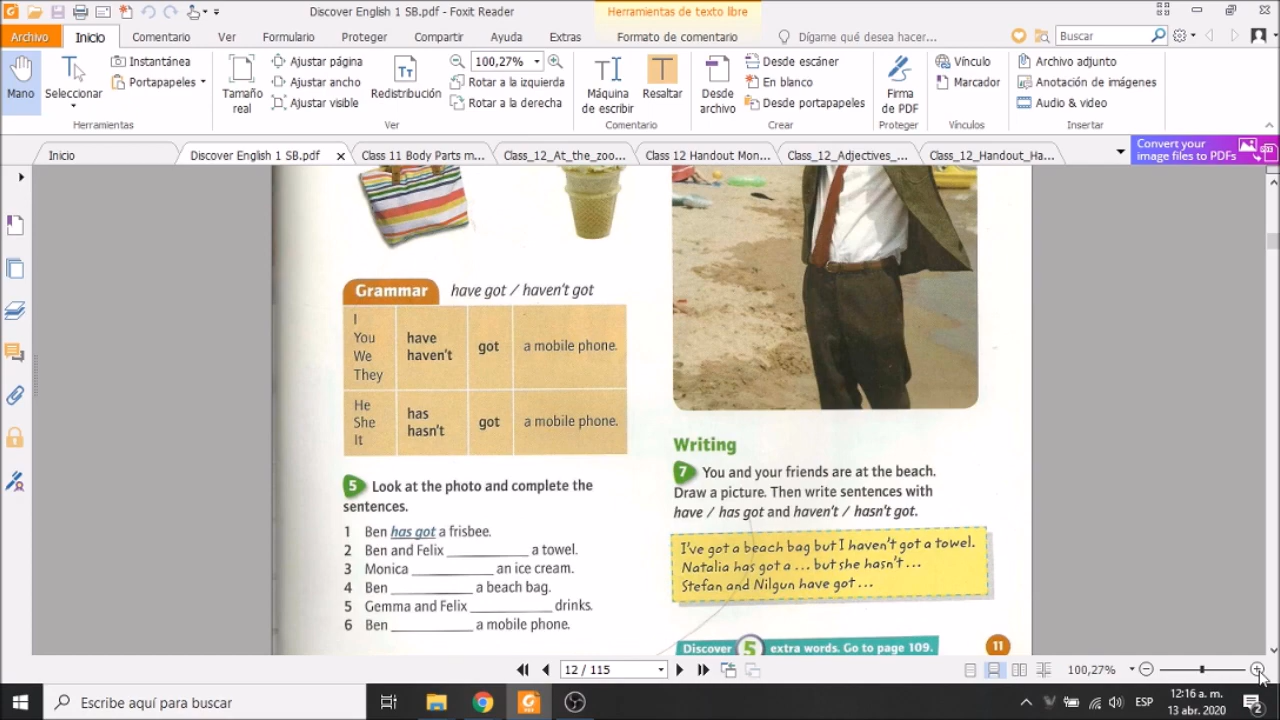 Discover English 1 SB.pdf - Foxit Reader
Herramientas de texto libre
Archivo Inicio Comentario Ver Formulario Proteger Compartir Ayuda Extras Formato de comentario Dígame qué desea hacer... Buscar
Mano
Seleccionar
Instantánea
Portapapeles
Herramientas
Tamaño real
Ajustar página
Ajustar ancho
Ajustar visible
Redistribución
100,27%
Rotar a la izquierda
Rotar a la derecha
Ver
Máquina de escribir
Resaltar
Comentario
Desde archivo
Desde escáner
En blanco
Desde portapapeles
Crear
Firma de PDF
Proteger
Vínculo
Marcador
Vínculos
Archivo adjunto
Anotación de imágenes
Audio & video
Insertar
Inicio Discover English 1 SB.pdf Class 11 Body Parts m... Class_12_At_the_zoo... Class 12 Handout Mon... Class_12_Adjectives_... Class_12_Handout_Ha...
Convert your
image files to PDFs
Grammar have got / haven't got
I
You
We
They
have
haven't
got
a mobile phone.
He
She
It
has
hasn't
got
a mobile phone.
5 Look at the photo and complete the
sentences.
1 Ben has got a frisbee.
2 Ben and Felix ____________ a towel.
3 Monica ____________ an ice cream.
4 Ben ____________ a beach bag.
5 Gemma and Felix ____________ drinks.
6 Ben ____________ a mobile phone.
Writing
7 You and your friends are at the beach.
Draw a picture. Then write sentences with
have / has got and haven't / hasn't got.
I've got a beach bag but I haven't got a towel.
Natalia has got a ... but she hasn't ...
Stefan and Nilgun have got ...
Discover 5 extra words. Go to page 109.
11
12 / 115
100,27%
Escribe aquí para buscar
ESP
12:16 a. m.
13 abr. 2020
2